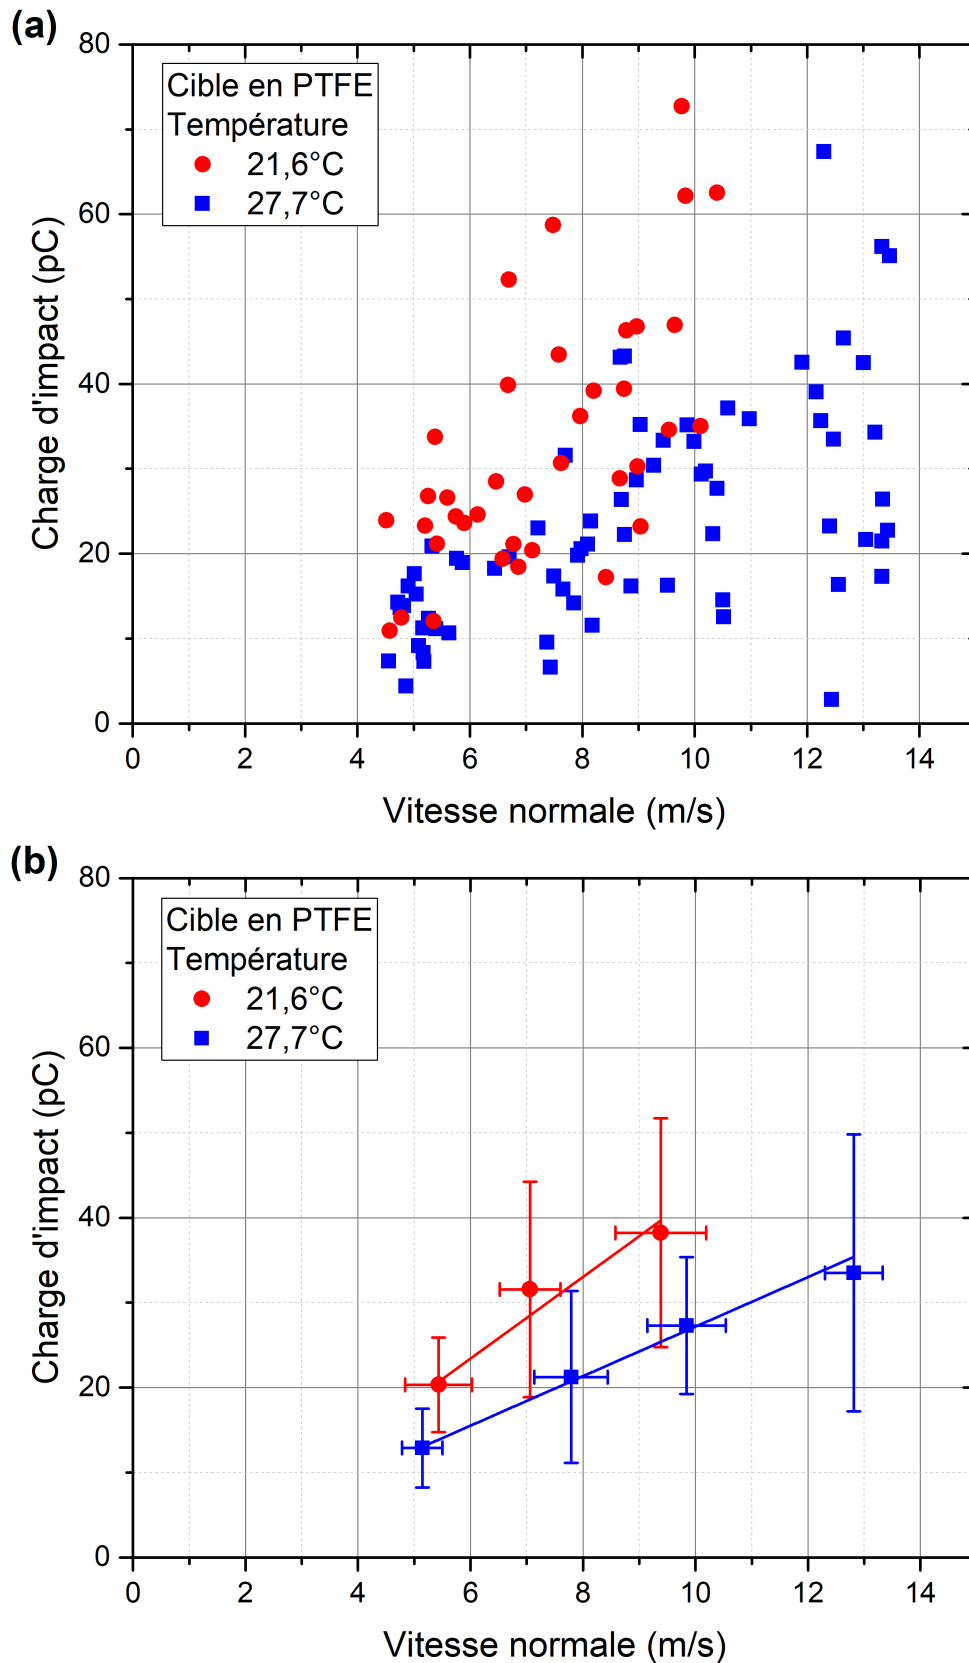 (a)
80
60
40
20
0
Charge d'impact (pC)
Cible en PTFE
Température
21,6°C
27,7°C
0 2 4 6 8 10 12 14
Vitesse normale (m/s)
(b)
80
60
40
20
0
Charge d'impact (pC)
Cible en PTFE
Température
21,6°C
27,7°C
0 2 4 6 8 10 12 14
Vitesse normale (m/s)